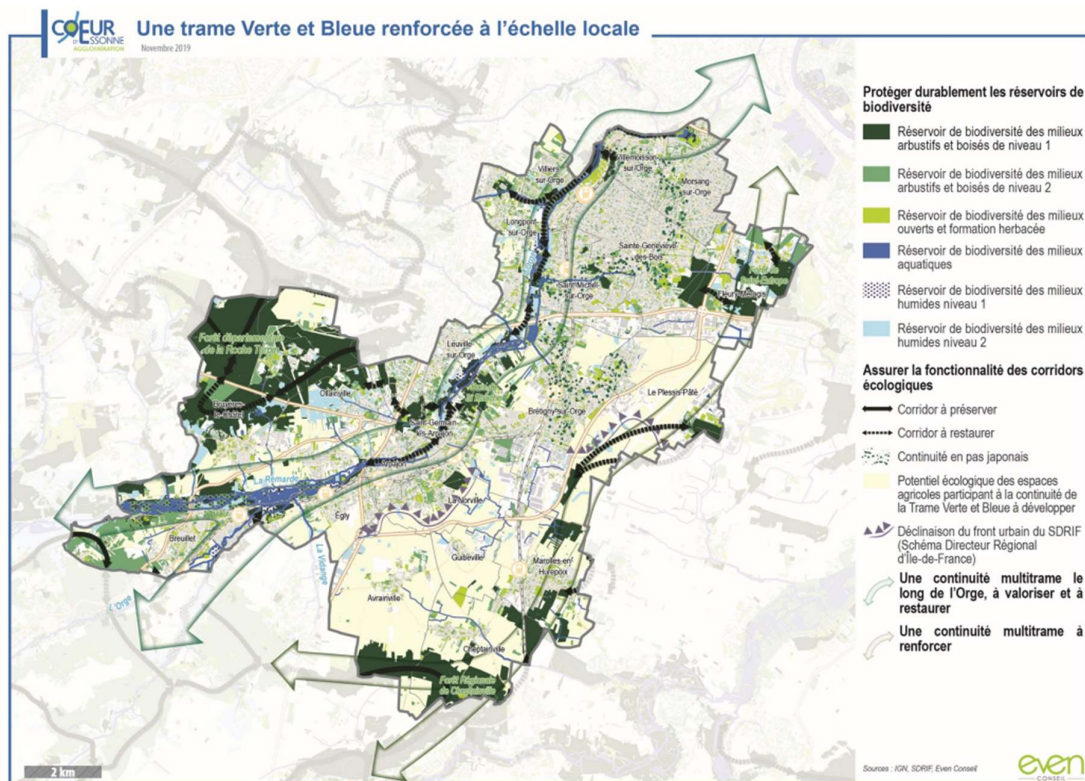 CŒUR
D'ESSONNE
AGGLOMÉRATION
Une trame Verte et Bleue renforcée à l'échelle locale
Novembre 2019
Villiers
sur-Orge
Villemoisson
sur-Orge
Morsang-
sur-Orge
Longpont
sur-Orge
Sainte-Geneviève
des-Bois
Saint-Michel
sur-Orge
Fleury-Mérogis
Forêt départementale
de la Roche
Leuville
sur-Orge
Ollainville
Bruyères-
le-Châtel
Le Plessis-Pâté
Brétigny-sur-Orge
Saint-Germain
lès-Arpajon
Arpajon
La Rémarde
La Norville
Égly
Breuillet
Guibeville
Marolles-en
Hurepoix
La Vidange
L'Orge
Avrainville
Cheptainville
Forêt Régionale
de Cheptainville
2 km
Protéger durablement les réservoirs de
biodiversité
Réservoir de biodiversité des milieux
arbustifs et boisés de niveau 1
Réservoir de biodiversité des milieux
arbustifs et boisés de niveau 2
Réservoir de biodiversité des milieux
ouverts et formation herbacée
Réservoir de biodiversité des milieux
aquatiques
Réservoir de biodiversité des milieux
humides niveau 1
Réservoir de biodiversité des milieux
humides niveau 2
Assurer la fonctionnalité des corridors
écologiques
Corridor à préserver
Corridor à restaurer
Continuité en pas japonais
Potentiel écologique des espaces
agricoles participant à la continuité de
la Trame Verte et Bleue à développer
Déclinaison du front urbain du SDRIF
(Schéma Directeur Régional
d'Île-de-France)
Une continuité multitrame le
long de l'Orge, à valoriser et à
restaurer
Une continuité multitrame à
renforcer
Sources : IGN, SDRIF, Even Conseil
even
CONSEIL